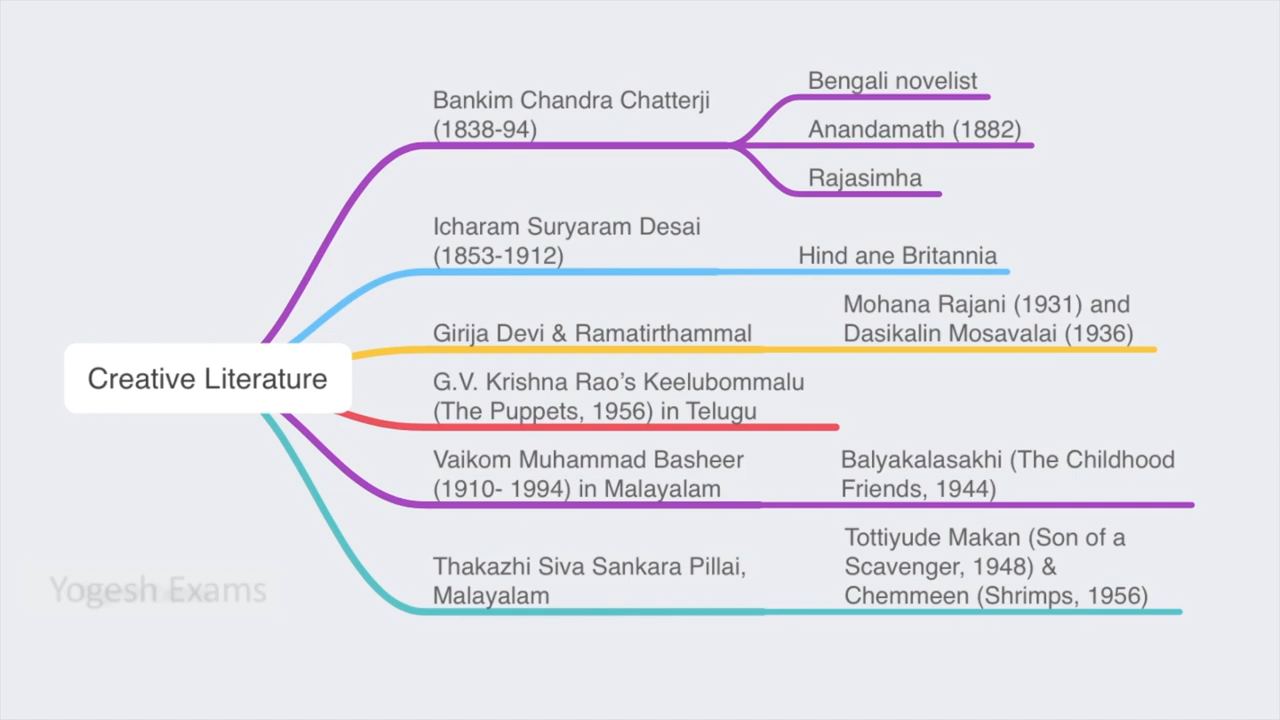 Creative Literature
Bankim Chandra Chatterji
(1838-94)
Bengali novelist
Anandamath (1882)
Rajasimha
Icharam Suryaram Desai
(1853-1912)
Hind ane Britannia
Girija Devi & Ramatirthammal
Mohana Rajani (1931) and
Dasikalin Mosavalai (1936)
G.V. Krishna Rao’s Keelubommalu
(The Puppets, 1956) in Telugu
Vaikom Muhammad Basheer
(1910- 1994) in Malayalam
Balyakalasakhi (The Childhood
Friends, 1944)
Thakazhi Siva Sankara Pillai,
Malayalam
Tottiyude Makan (Son of a
Scavenger, 1948) &
Chemmeen (Shrimps, 1956)
Yogesh Exams